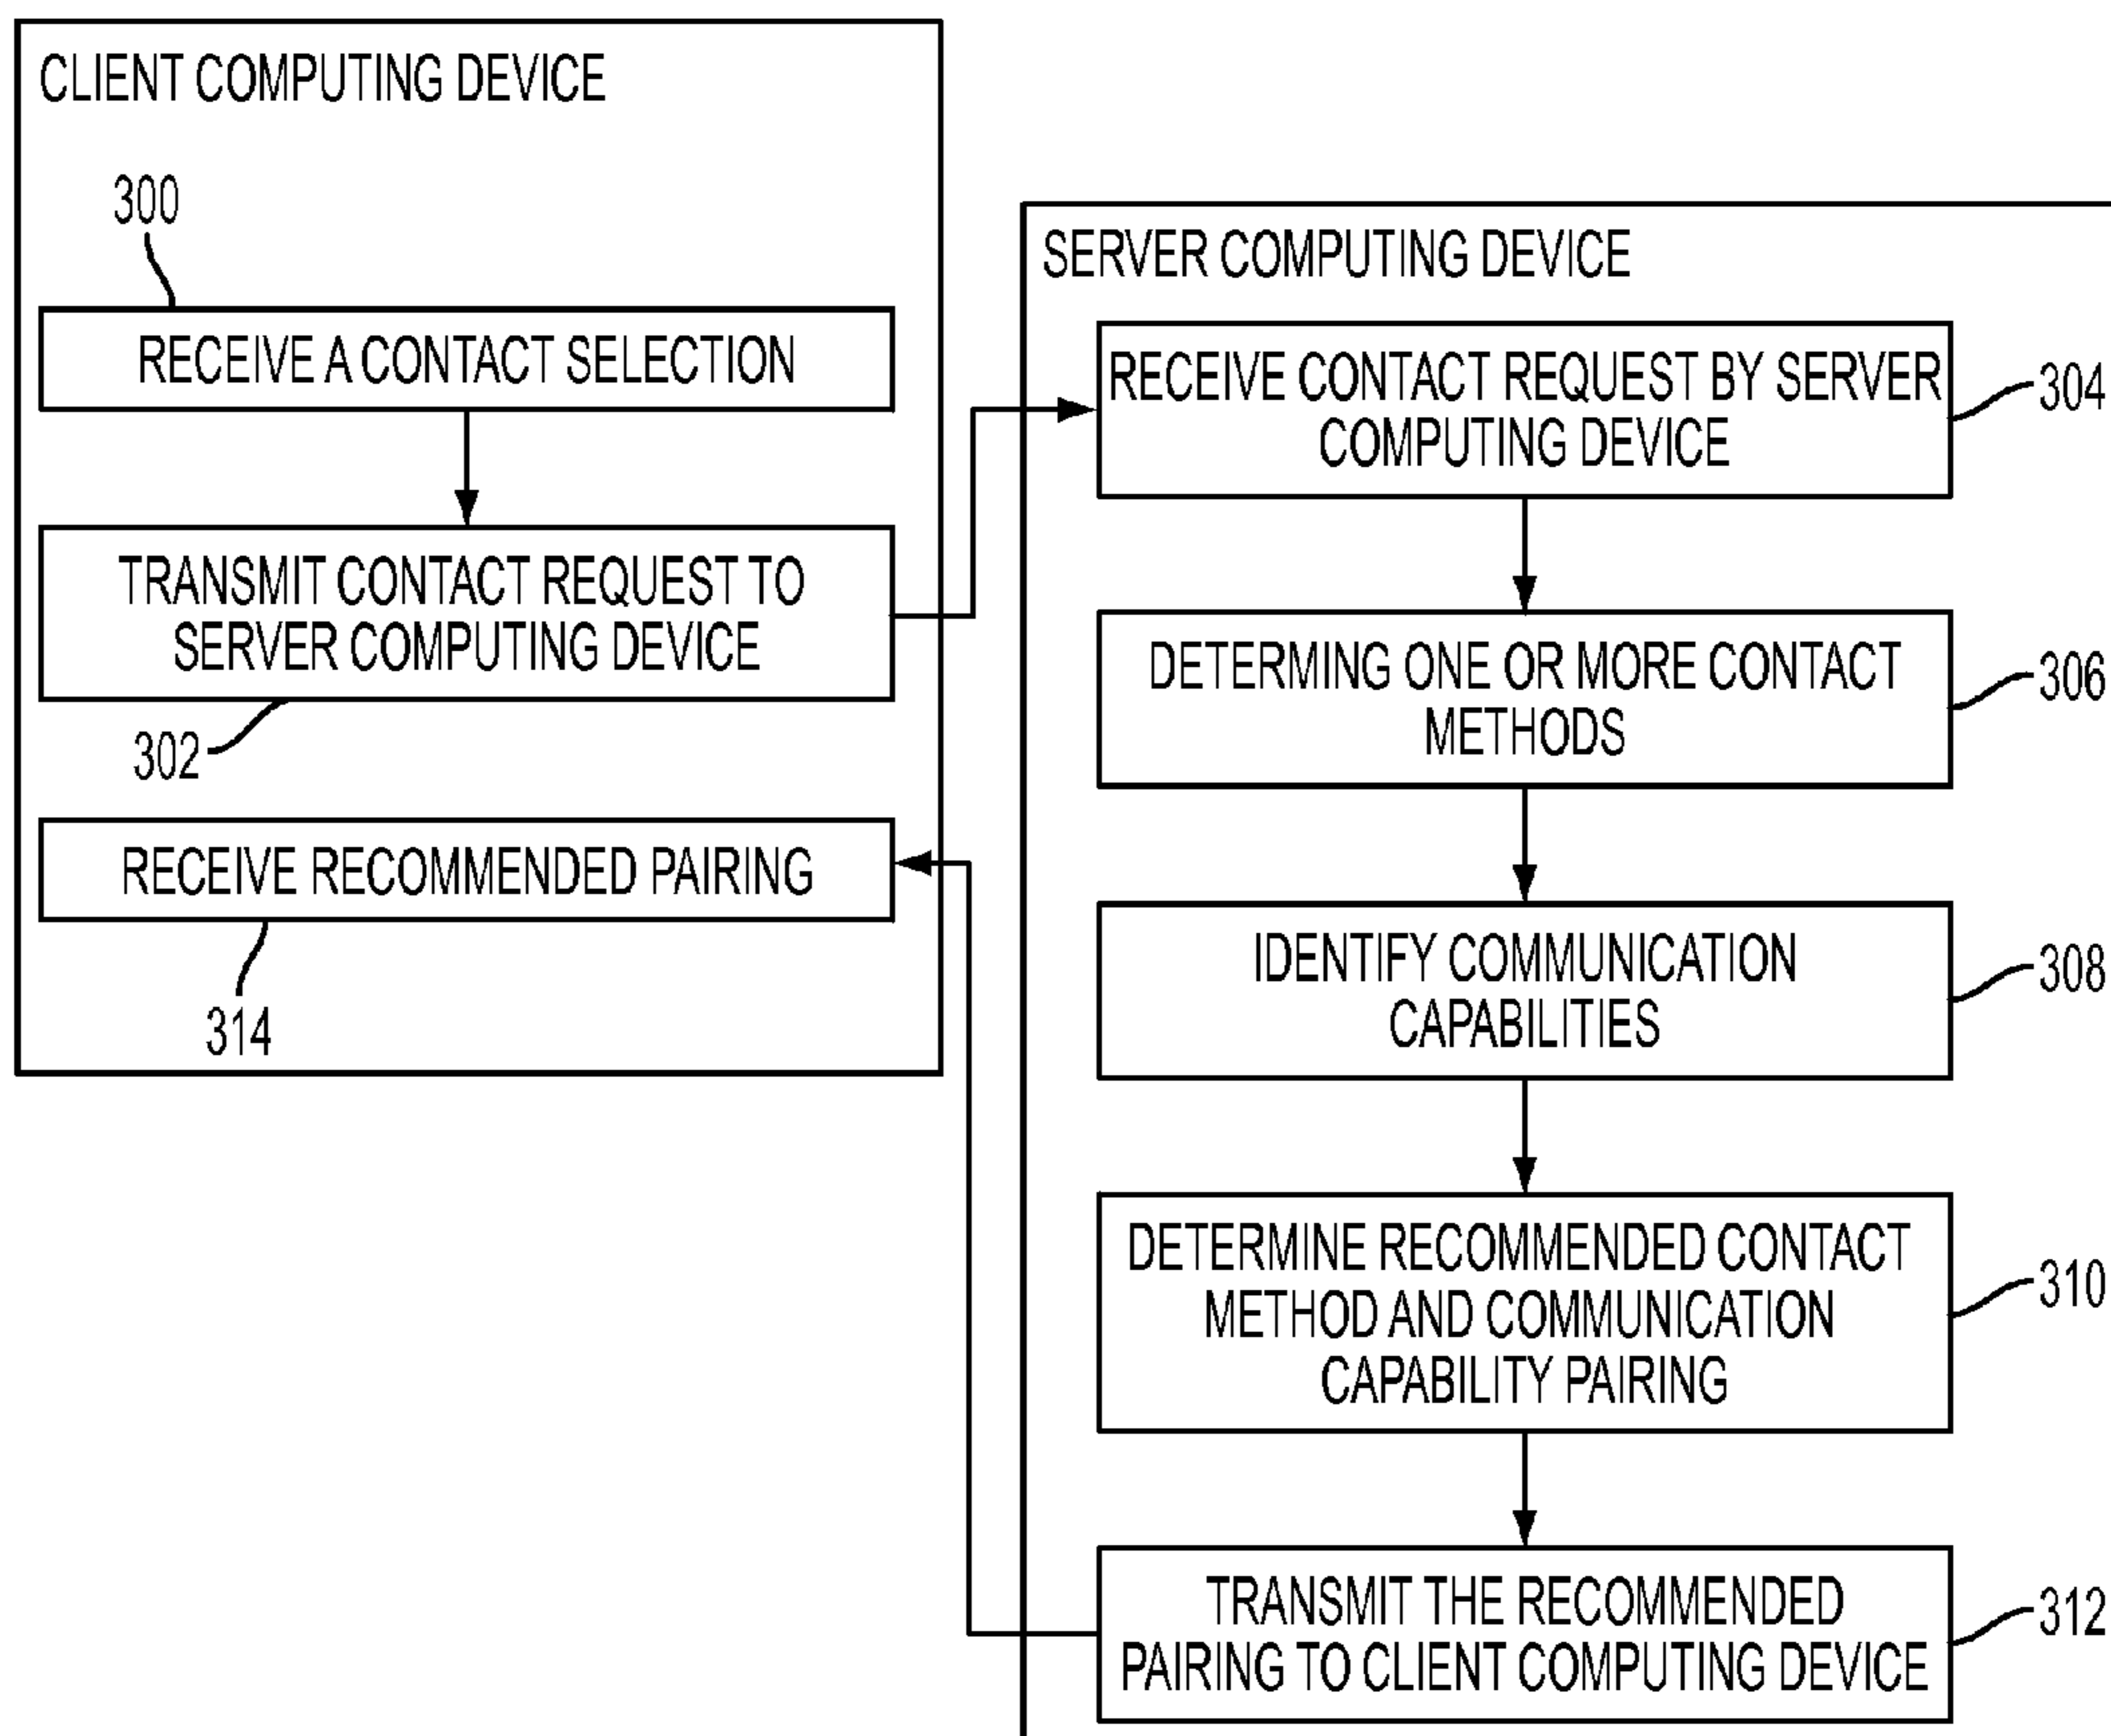 CLIENT COMPUTING DEVICE
300
RECEIVE A CONTACT SELECTION
TRANSMIT CONTACT REQUEST TO
SERVER COMPUTING DEVICE
302
RECEIVE RECOMMENDED PAIRING
314
SERVER COMPUTING DEVICE
RECEIVE CONTACT REQUEST BY SERVER
COMPUTING DEVICE
304
DETERMING ONE OR MORE CONTACT
METHODS
306
IDENTIFY COMMUNICATION
CAPABILITIES
308
DETERMINE RECOMMENDED CONTACT
METHOD AND COMMUNICATION
CAPABILITY PAIRING
310
TRANSMIT THE RECOMMENDED
PAIRING TO CLIENT COMPUTING DEVICE
312